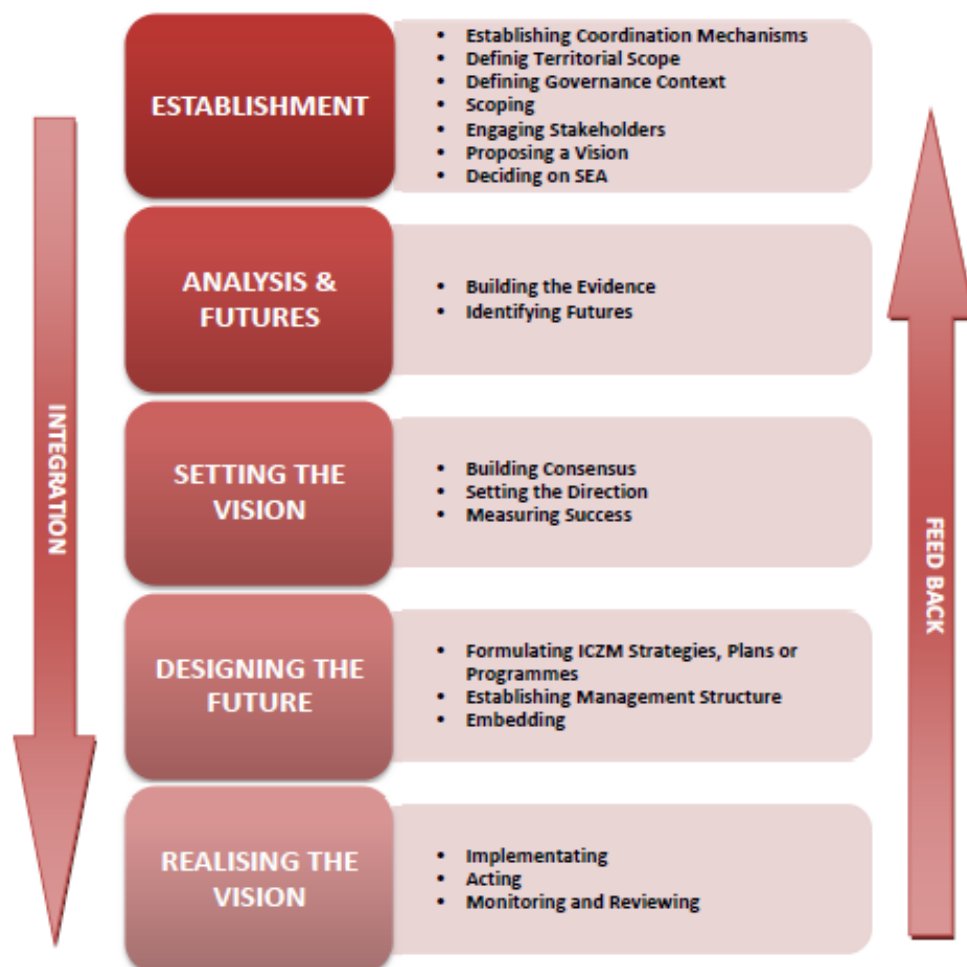 ESTABLISHMENT
• Establishing Coordination Mechanisms
• Definig Territorial Scope
• Defining Governance Context
• Scoping
• Engaging Stakeholders
• Proposing a Vision
• Deciding on SEA
ANALYSIS &
FUTURES
• Building the Evidence
• Identifying Futures
SETTING THE
VISION
• Building Consensus
• Setting the Direction
• Measuring Success
DESIGNING THE
FUTURE
• Formulating ICZM Strategies, Plans or
Programmes
• Establishing Management Structure
• Embedding
REALISING THE
VISION
• Implementating
• Acting
• Monitoring and Reviewing
INTEGRATION
FEED BACK